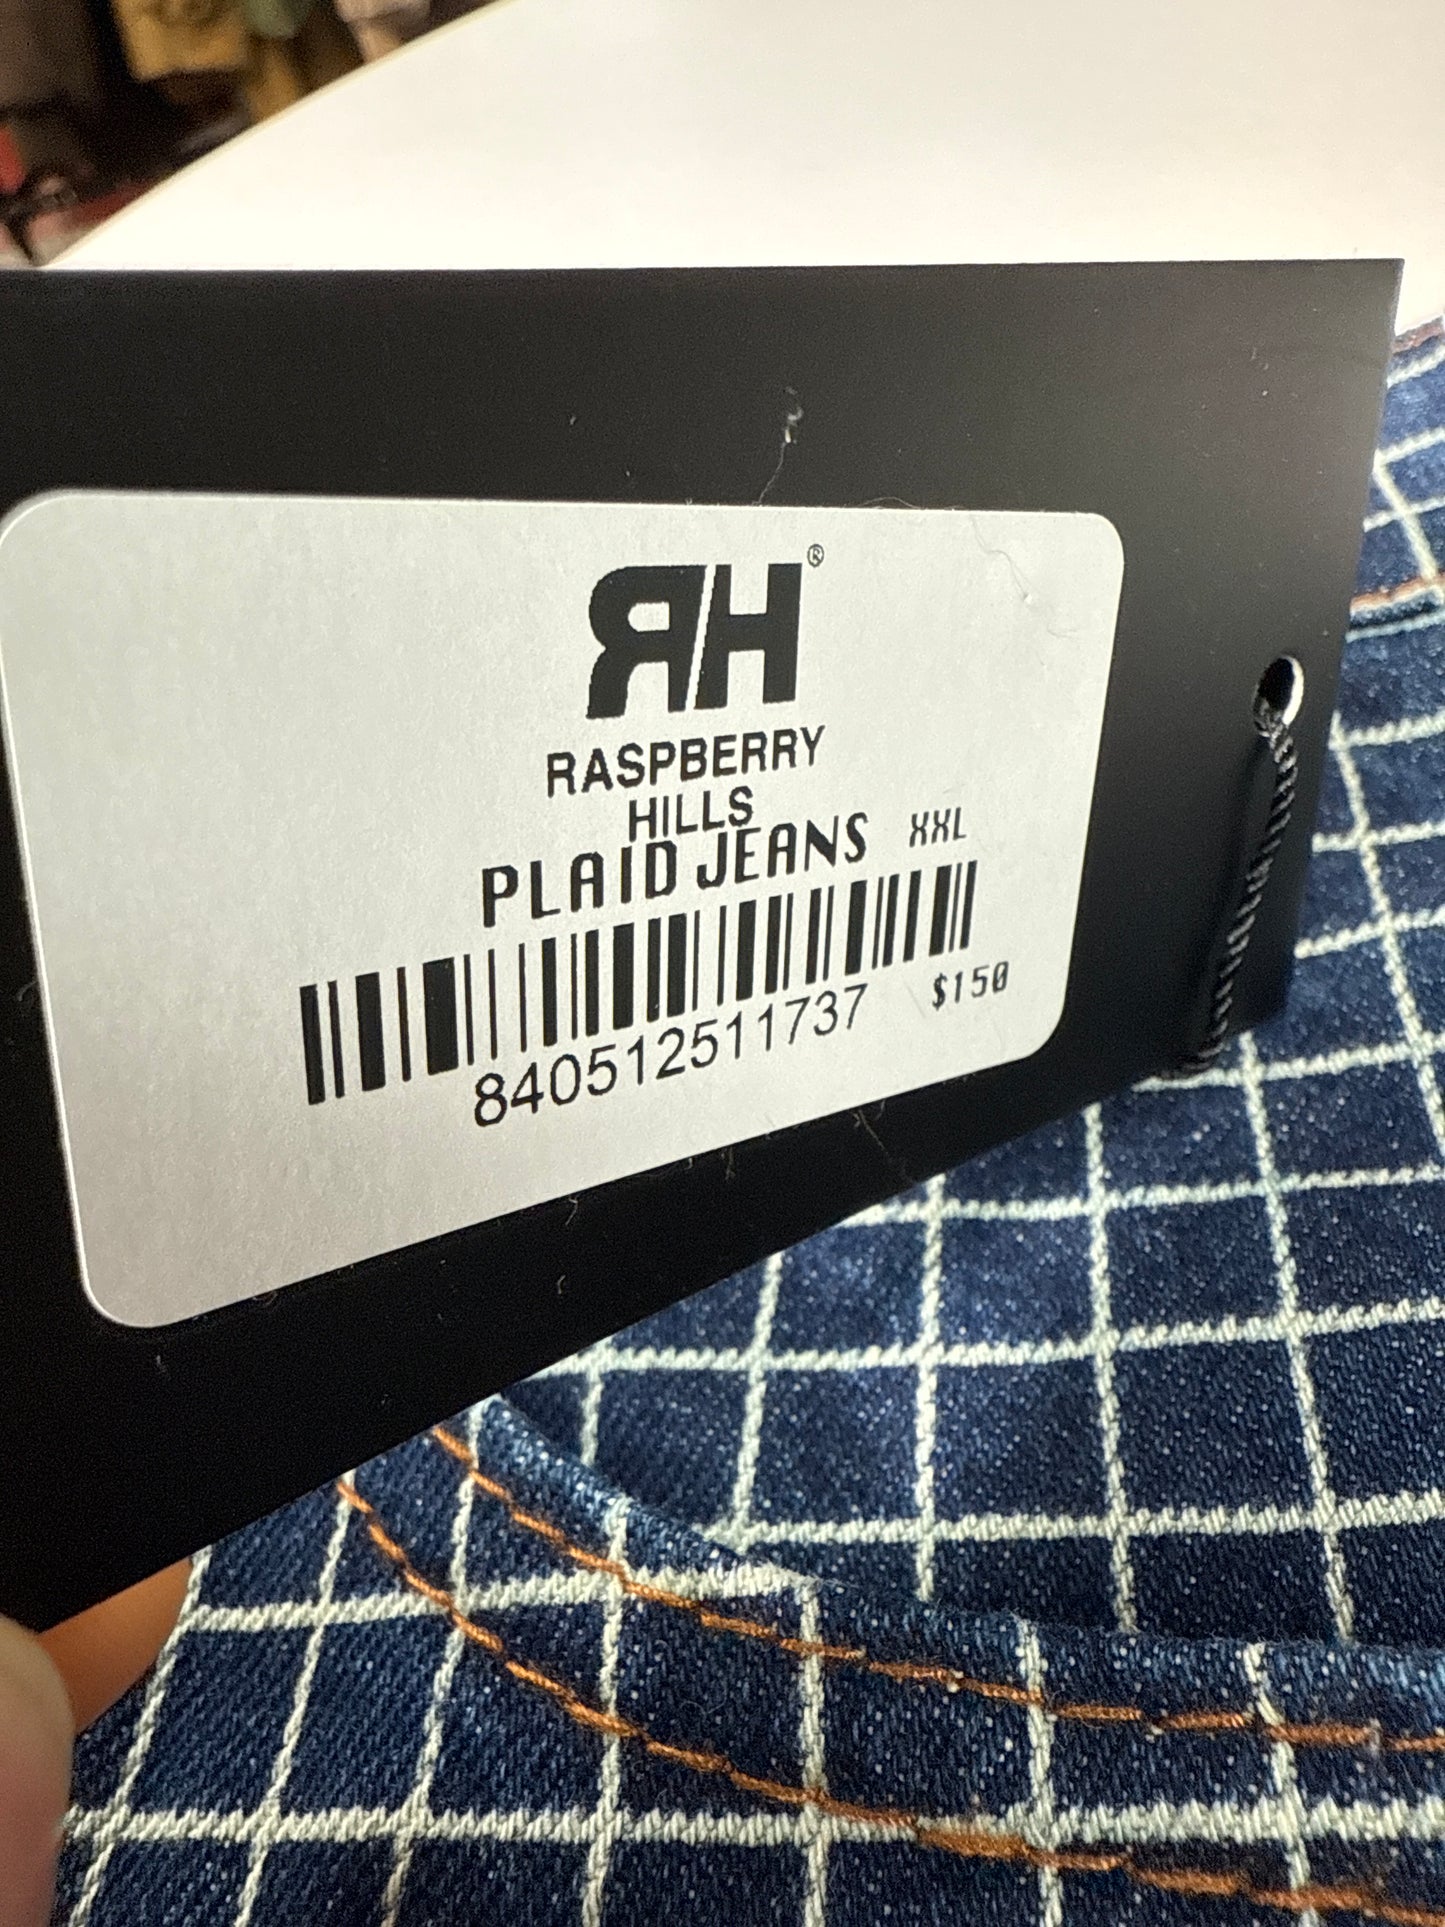 RH®
RASPBERRY
HILLS
PLAID JEANS XXL
840512511737 $150